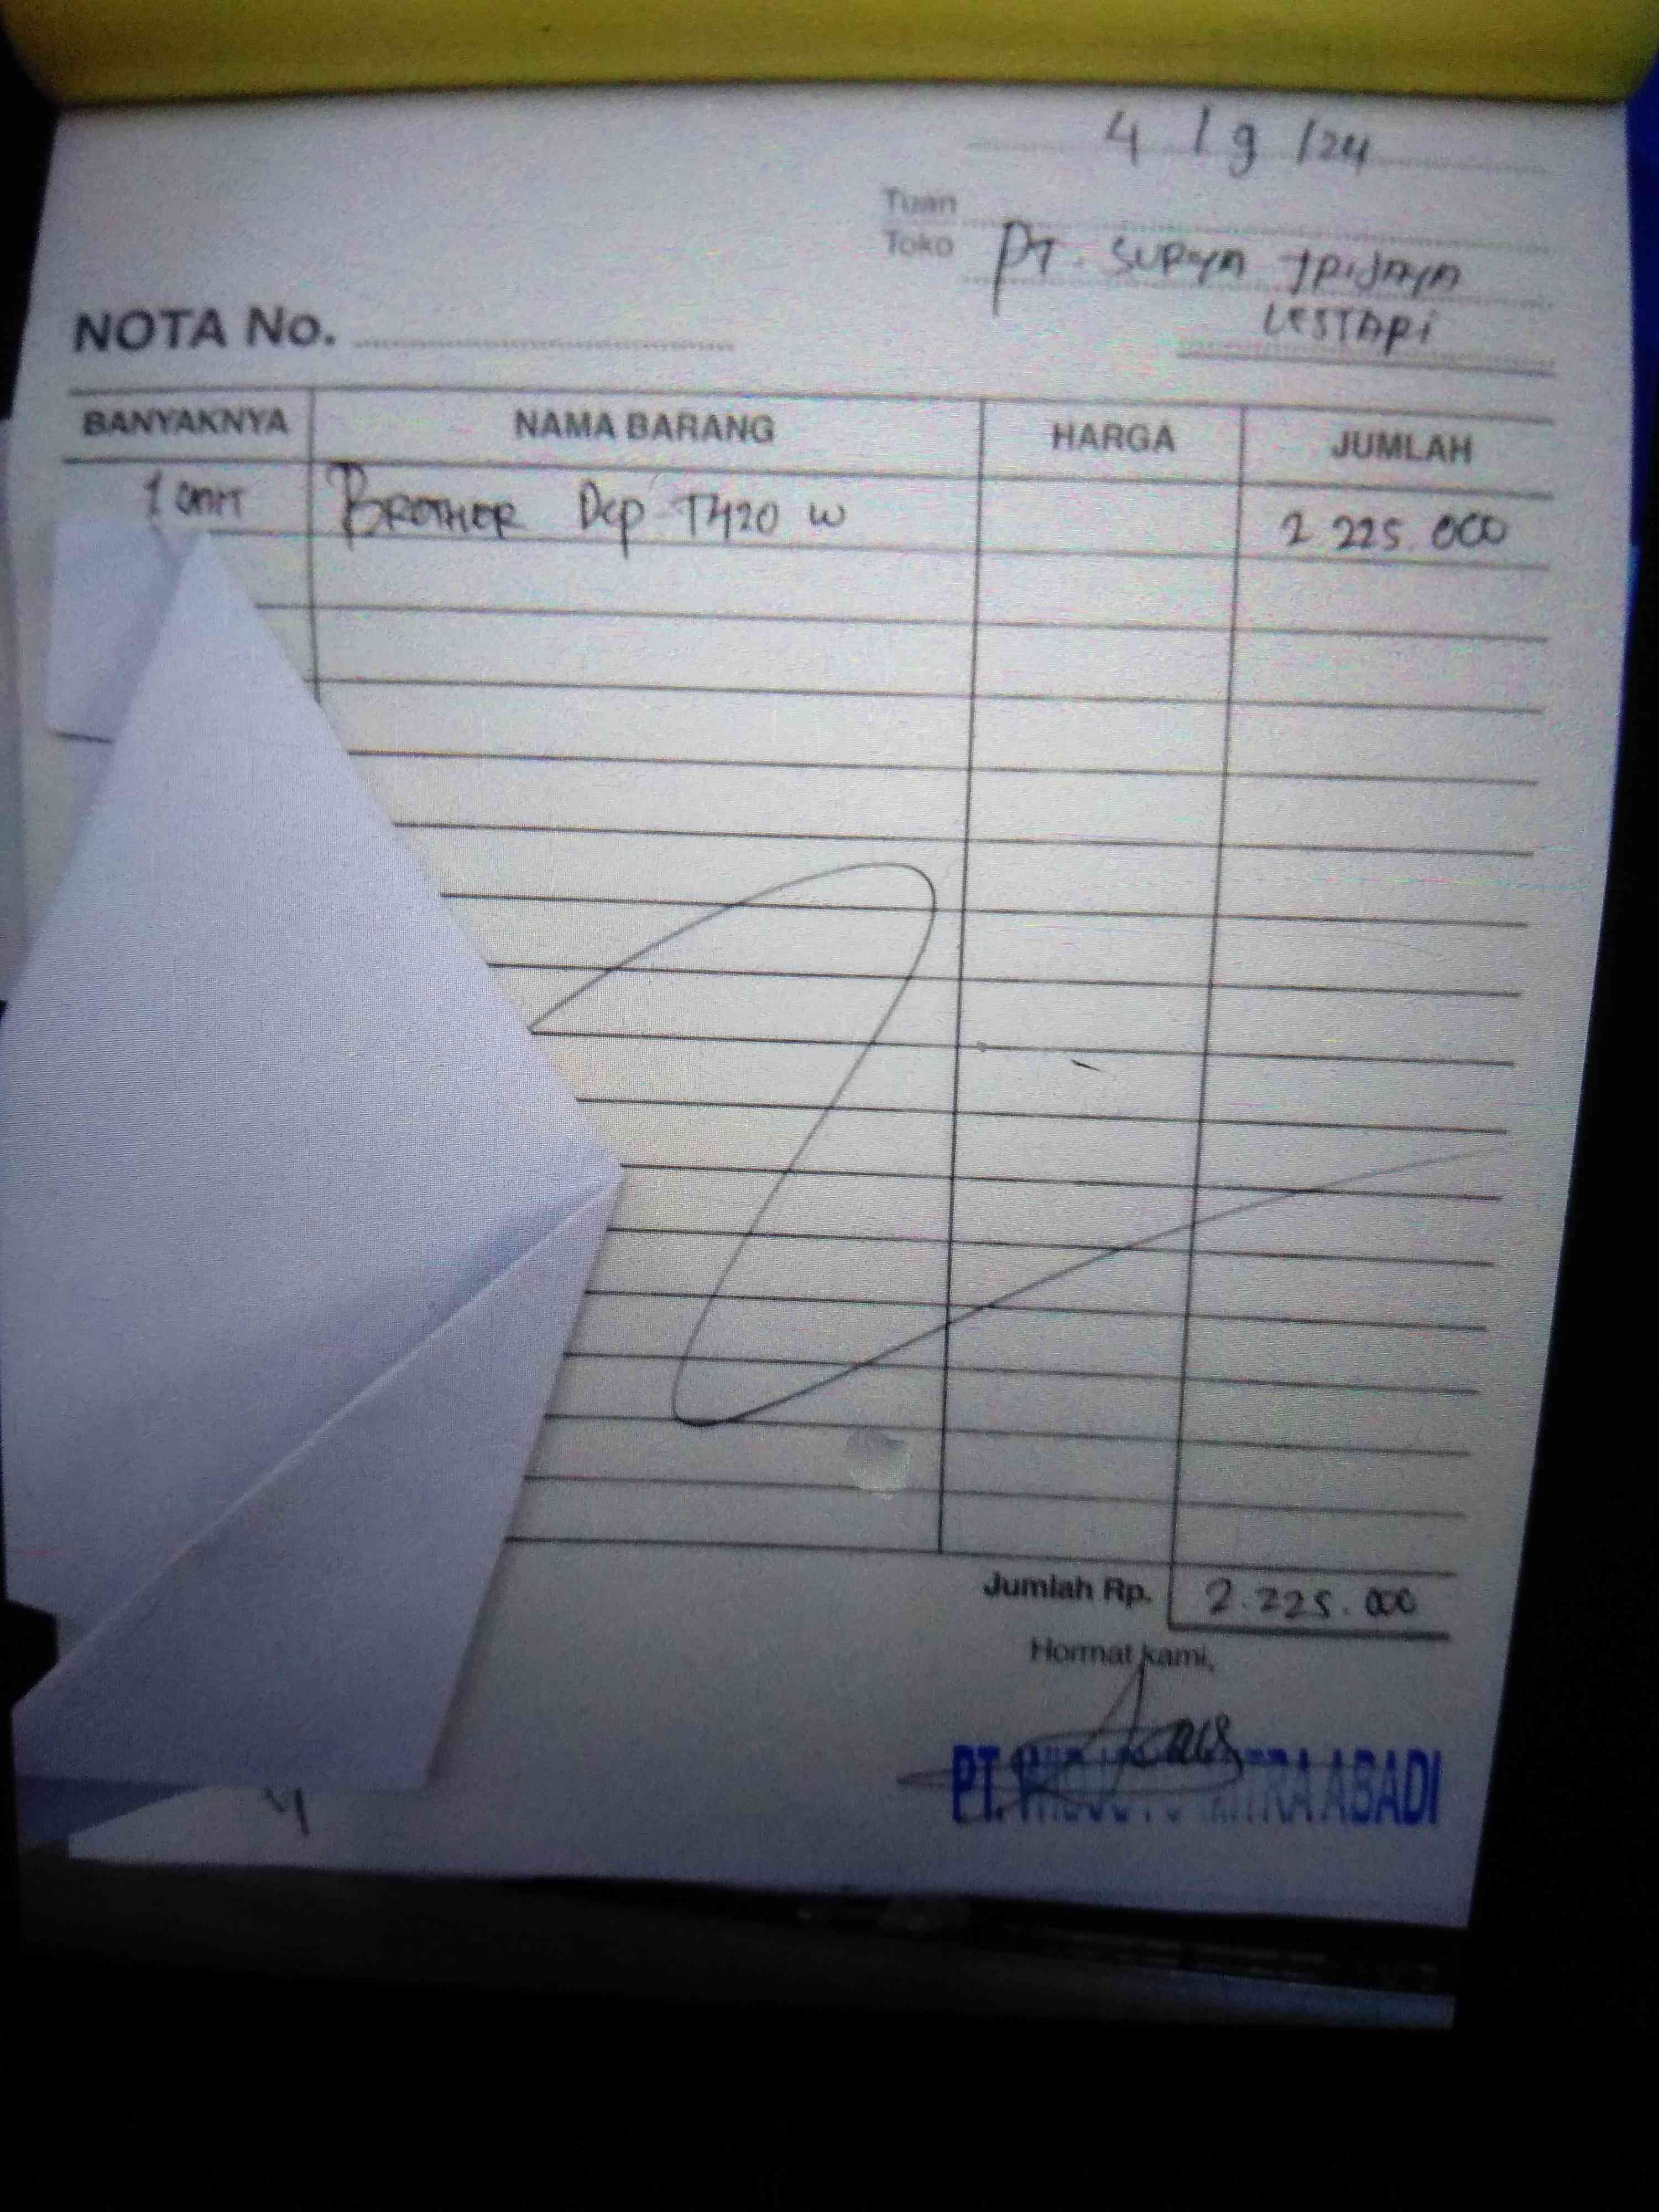 4 / 9 / 24
Tuan
Toko PT. SURYA TRIJAYA
LESTARI
NOTA No.
BANYAKNYA NAMA BARANG HARGA JUMLAH
1 UNIT BROTHER Dcp T420 W 2 225. 000
Jumlah Rp. 2.225.000
Hormat kami,
PT. MITRA ABADI